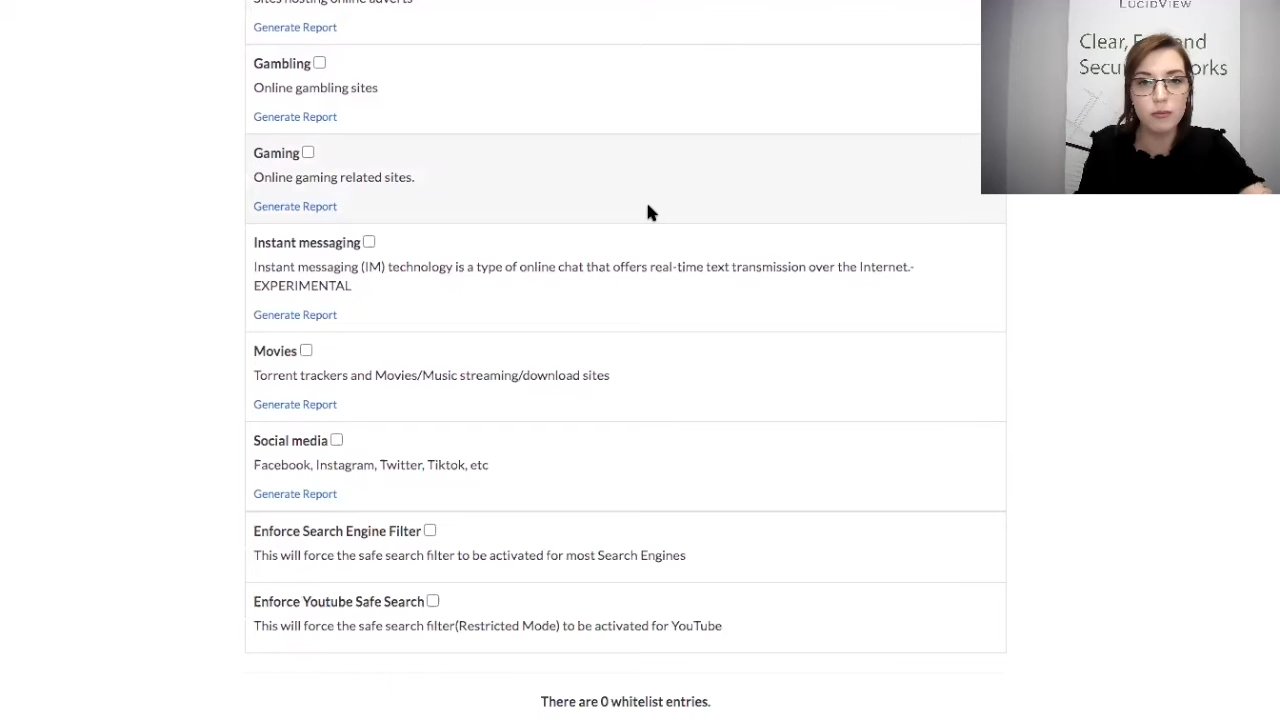 Sites hosting online adverts
Generate Report
Gambling
Online gambling sites
Generate Report
Gaming
Online gaming related sites.
Generate Report
Instant messaging
Instant messaging (IM) technology is a type of online chat that offers real-time text transmission over the Internet.-
EXPERIMENTAL
Generate Report
Movies
Torrent trackers and Movies/Music streaming/download sites
Generate Report
Social media
Facebook, Instagram, Twitter, Tiktok, etc
Generate Report
Enforce Search Engine Filter
This will force the safe search filter to be activated for most Search Engines
Enforce Youtube Safe Search
This will force the safe search filter(Restricted Mode) to be activated for YouTube
There are 0 whitelist entries.
LUCIDVIEW
Clear,